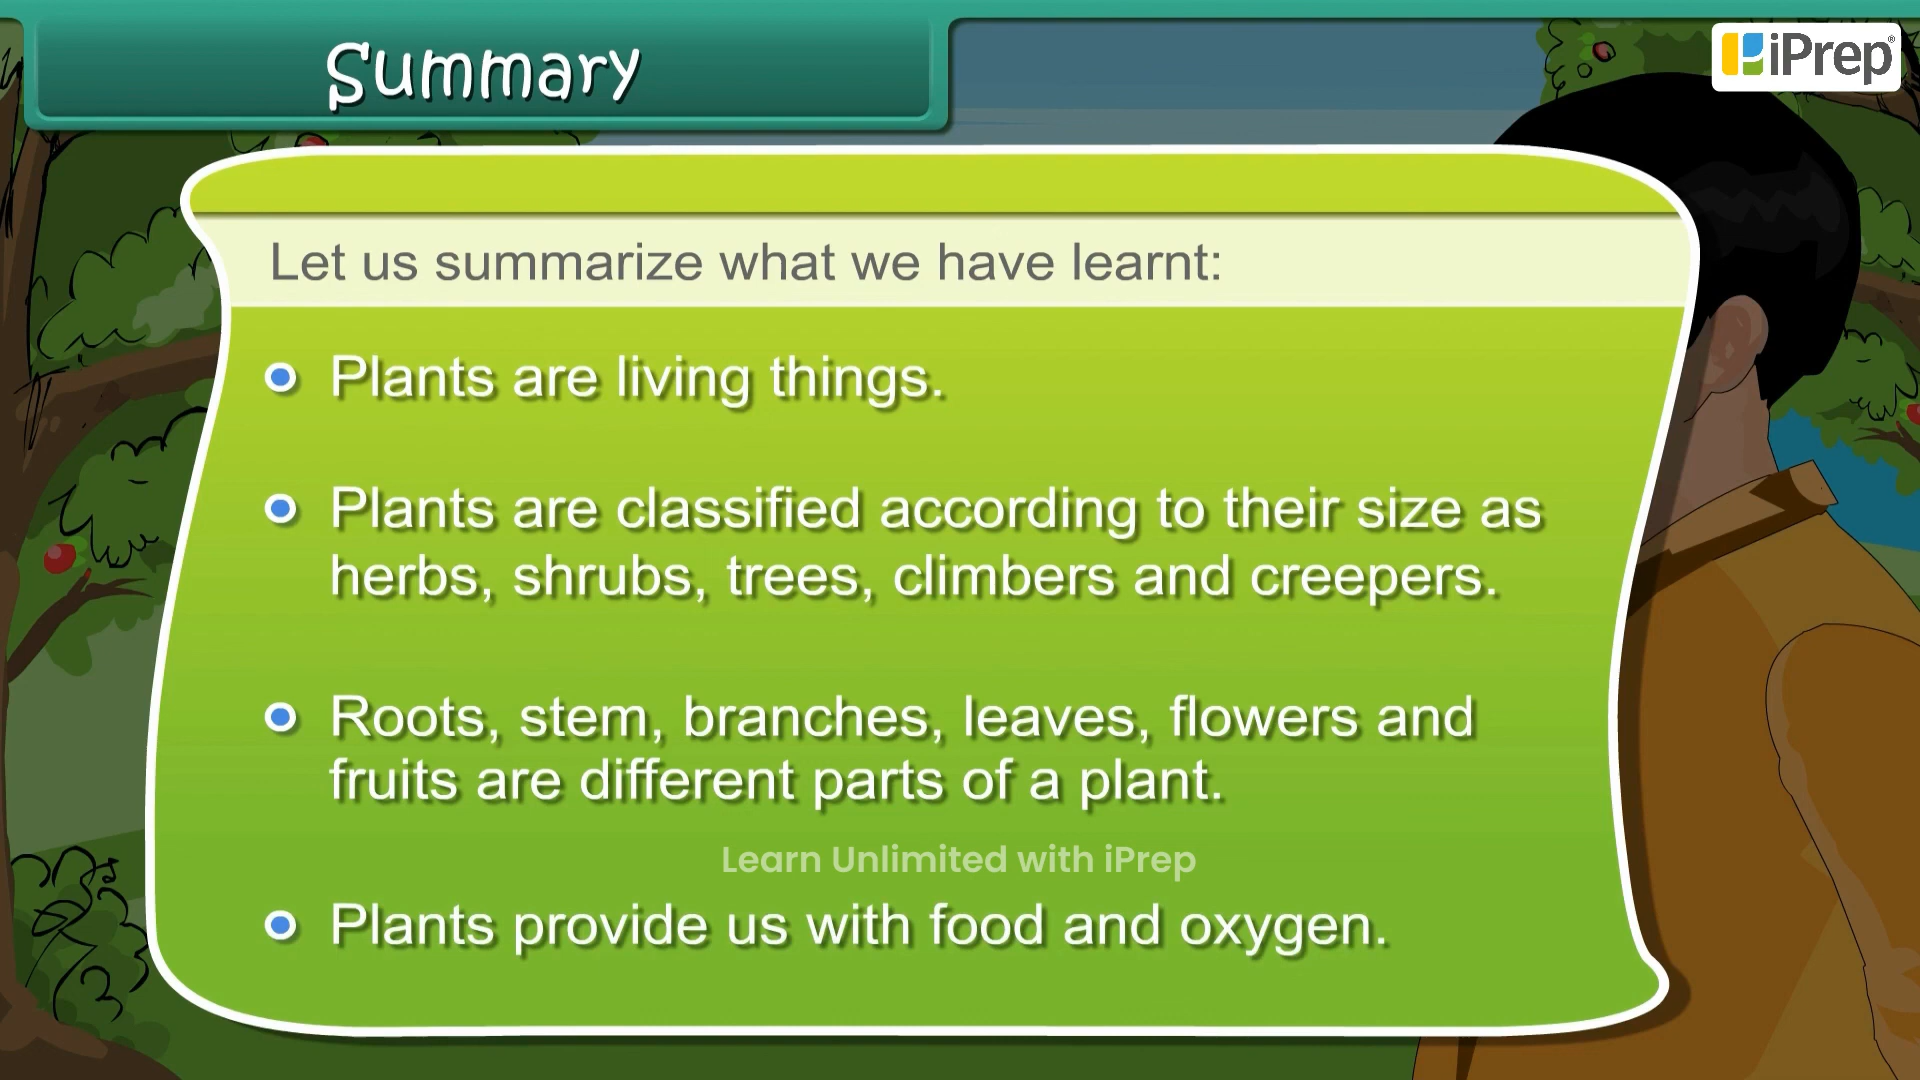 Summary
iPrep®
Let us summarize what we have learnt:
Plants are living things.
Plants are classified according to their size as
herbs, shrubs, trees, climbers and creepers.
Roots, stem, branches, leaves, flowers and
fruits are different parts of a plant.
Learn Unlimited with iPrep
Plants provide us with food and oxygen.